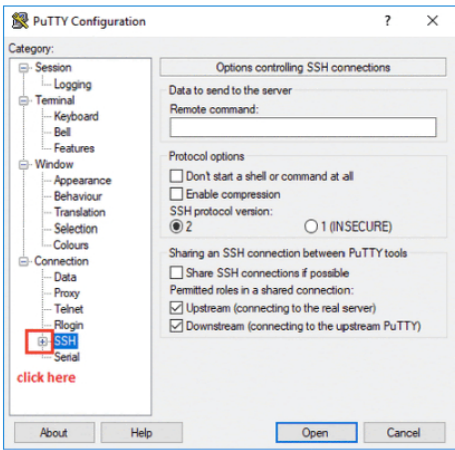 PuTTY Configuration
Category:
Session
Logging
Terminal
Keyboard
Bell
Features
Window
Appearance
Behaviour
Translation
Selection
Colours
Connection
Data
Proxy
Telnet
Rlogin
SSH
Serial
click here
Options controlling SSH connections
Data to send to the server
Remote command:
Protocol options
Don't start a shell or command at all
Enable compression
SSH protocol version:
2 1 (INSECURE)
Sharing an SSH connection between PuTTY tools
Share SSH connections if possible
Permitted roles in a shared connection:
Upstream (connecting to the real server)
Downstream (connecting to the upstream PuTTY)
About Help Open Cancel